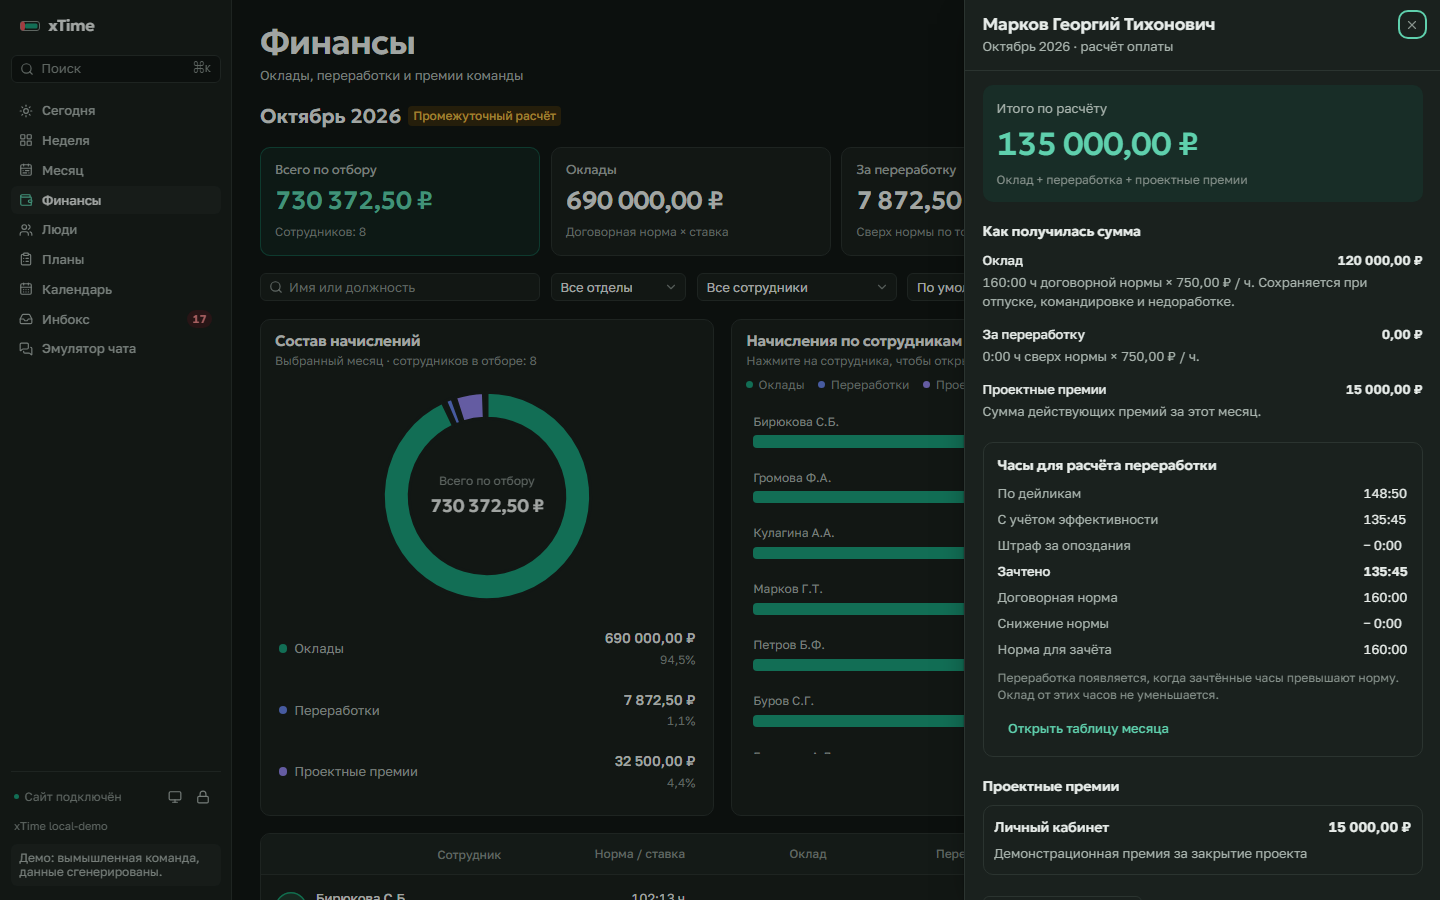 xTime
Поиск
⌘K
Сегодня
Неделя
Месяц
Финансы
Люди
Планы
Календарь
Инбокс 17
Эмулятор чата
Сайт подключён
xTime local-demo
Демо: вымышленная команда,
данные сгенерированы.
Финансы
Оклады, переработки и премии команды
Октябрь 2026 Промежуточный расчёт
Всего по отбору
730 372,50 ₽
Сотрудников: 8
Оклады
690 000,00 ₽
Договорная норма × ставка
За переработку
7 872,50
Сверх нормы по
Имя или должность
Все отделы
Все сотрудники
По
Состав начислений
Выбранный месяц · сотрудников в отборе: 8
Всего по отбору
730 372,50 ₽
Оклады 690 000,00 ₽
94,5%
Переработки 7 872,50 ₽
1,1%
Проектные премии 32 500,00 ₽
4,4%
Начисления по сотрудникам
Нажмите на сотрудника, чтобы
Оклады Переработки
Бирюкова С.Б.
Громова Ф.А.
Кулагина А.А.
Марков Г.Т.
Петров Б.Ф.
Буров С.Г.
Сотрудник Норма / ставка Оклад
Бирюкова С.Б. 102:13 ч
Марков Георгий Тихонович
Октябрь 2026 · расчёт оплаты
Итого по расчёту
135 000,00 ₽
Оклад + переработка + проектные премии
Как получилась сумма
Оклад 120 000,00 ₽
160:00 ч договорной нормы × 750,00 ₽ / ч. Сохраняется при
отпуске, командировке и недоработке.
За переработку 0,00 ₽
0:00 ч сверх нормы × 750,00 ₽ / ч.
Проектные премии 15 000,00 ₽
Сумма действующих премий за этот месяц.
Часы для расчёта переработки
По дейликам 148:50
С учётом эффективности 135:45
Штраф за опоздания − 0:00
Зачтено 135:45
Договорная норма 160:00
Снижение нормы − 0:00
Норма для зачёта 160:00
Переработка появляется, когда зачтённые часы превышают норму.
Оклад от этих часов не уменьшается.
Открыть таблицу месяца
Проектные премии
Личный кабинет 15 000,00 ₽
Демонстрационная премия за закрытие проекта